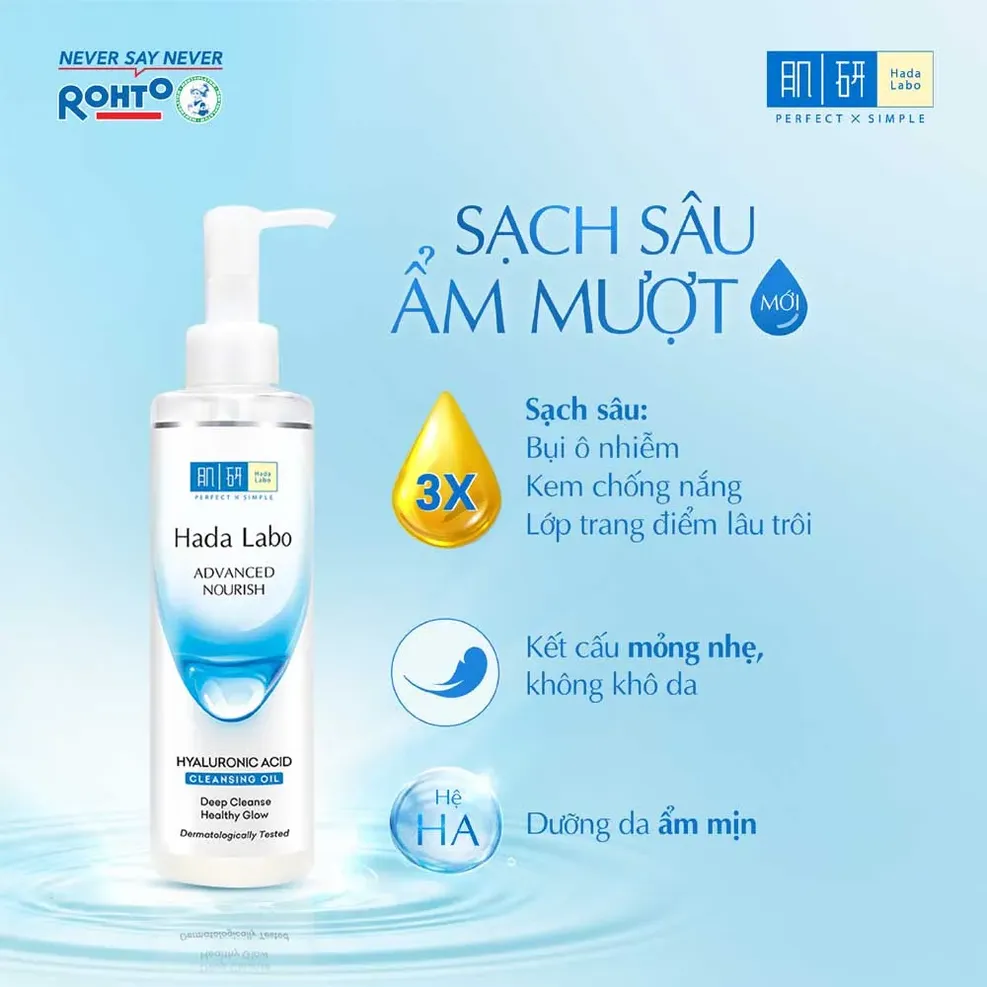 NEVER SAY NEVER
ROHTO
肌研
Hada
Labo
PERFECT X SIMPLE
SẠCH SÂU
ẨM MƯỢT
MỚI
3X
Sạch sâu:
Bụi ô nhiễm
Kem chống nắng
Lớp trang điểm lâu trôi
Kết cấu mỏng nhẹ,
không khô da
Hệ
HA
Dưỡng da ẩm mịn
肌研
Hada
Labo
PERFECT X SIMPLE
Hada Labo
ADVANCED
NOURISH
HYALURONIC ACID
CLEANSING OIL
Deep Cleanse
Healthy Glow
Dermatologically Tested